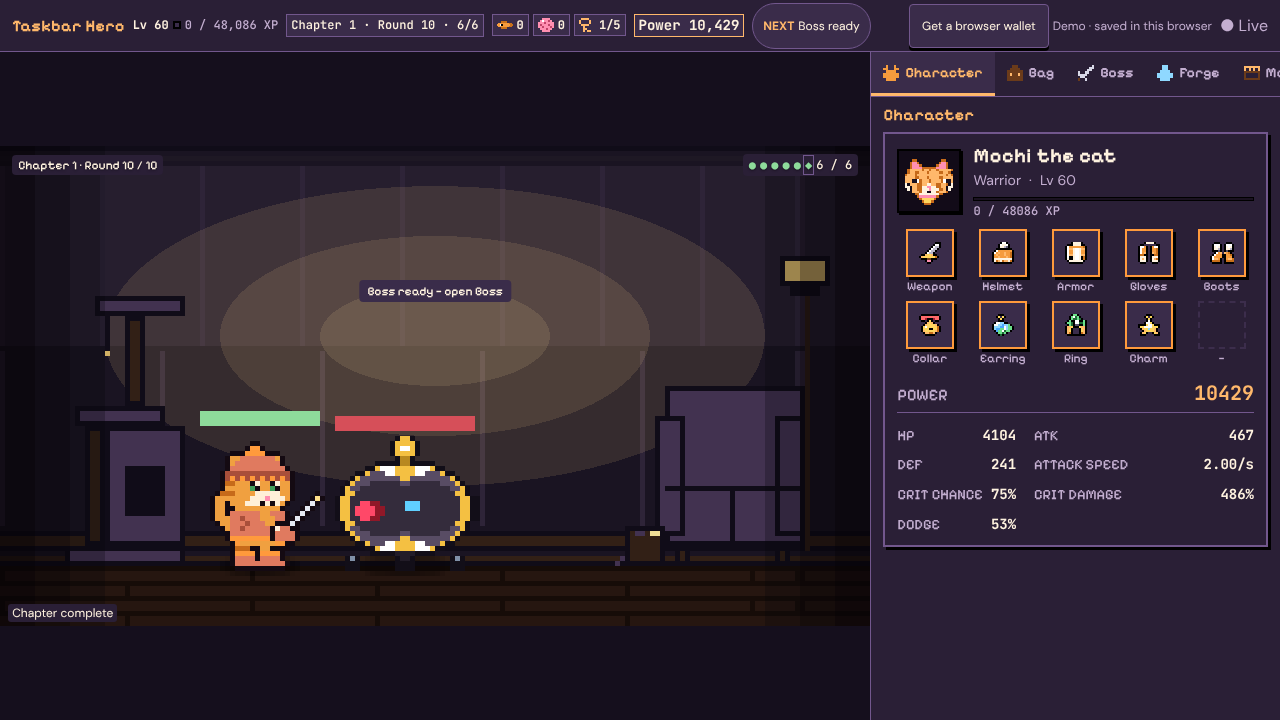 Taskbar Hero Lv 60 0 / 48,086 XP Chapter 1 · Round 10 · 6/6 0 0 1/5 Power 10,429 NEXT Boss ready Get a browser wallet Demo · saved in this browser Live
Character Bag Boss Forge
Character
Mochi the cat
Warrior · Lv 60
0 / 48086 XP
Weapon Helmet Armor Gloves Boots
Collar Earring Ring Charm -
POWER 10429
HP 4104 ATK 467
DEF 241 ATTACK SPEED 2.00/s
CRIT CHANCE 75% CRIT DAMAGE 486%
DODGE 53%
Chapter 1 · Round 10 / 10 6 / 6
Boss ready - open Boss
Chapter complete